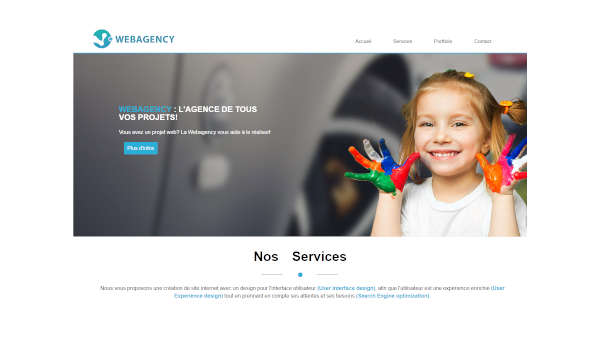 WEBAGENCY
Accueil Services Portfolio Contact
WEBAGENCY : L'AGENCE DE TOUS
VOS PROJETS!
Vous avez un projet web? La Webagency vous aide à le réaliser!
Plus d'infos
Nos Services
Nous vous proposons une création de site internet avec un design pour l'interface utilisateur (User interface design), afin que l'utilisateur est une expérience enrichie (User
Experience design) tout en prennant en compte ses attentes et ses besoins (Search Engine optimization).